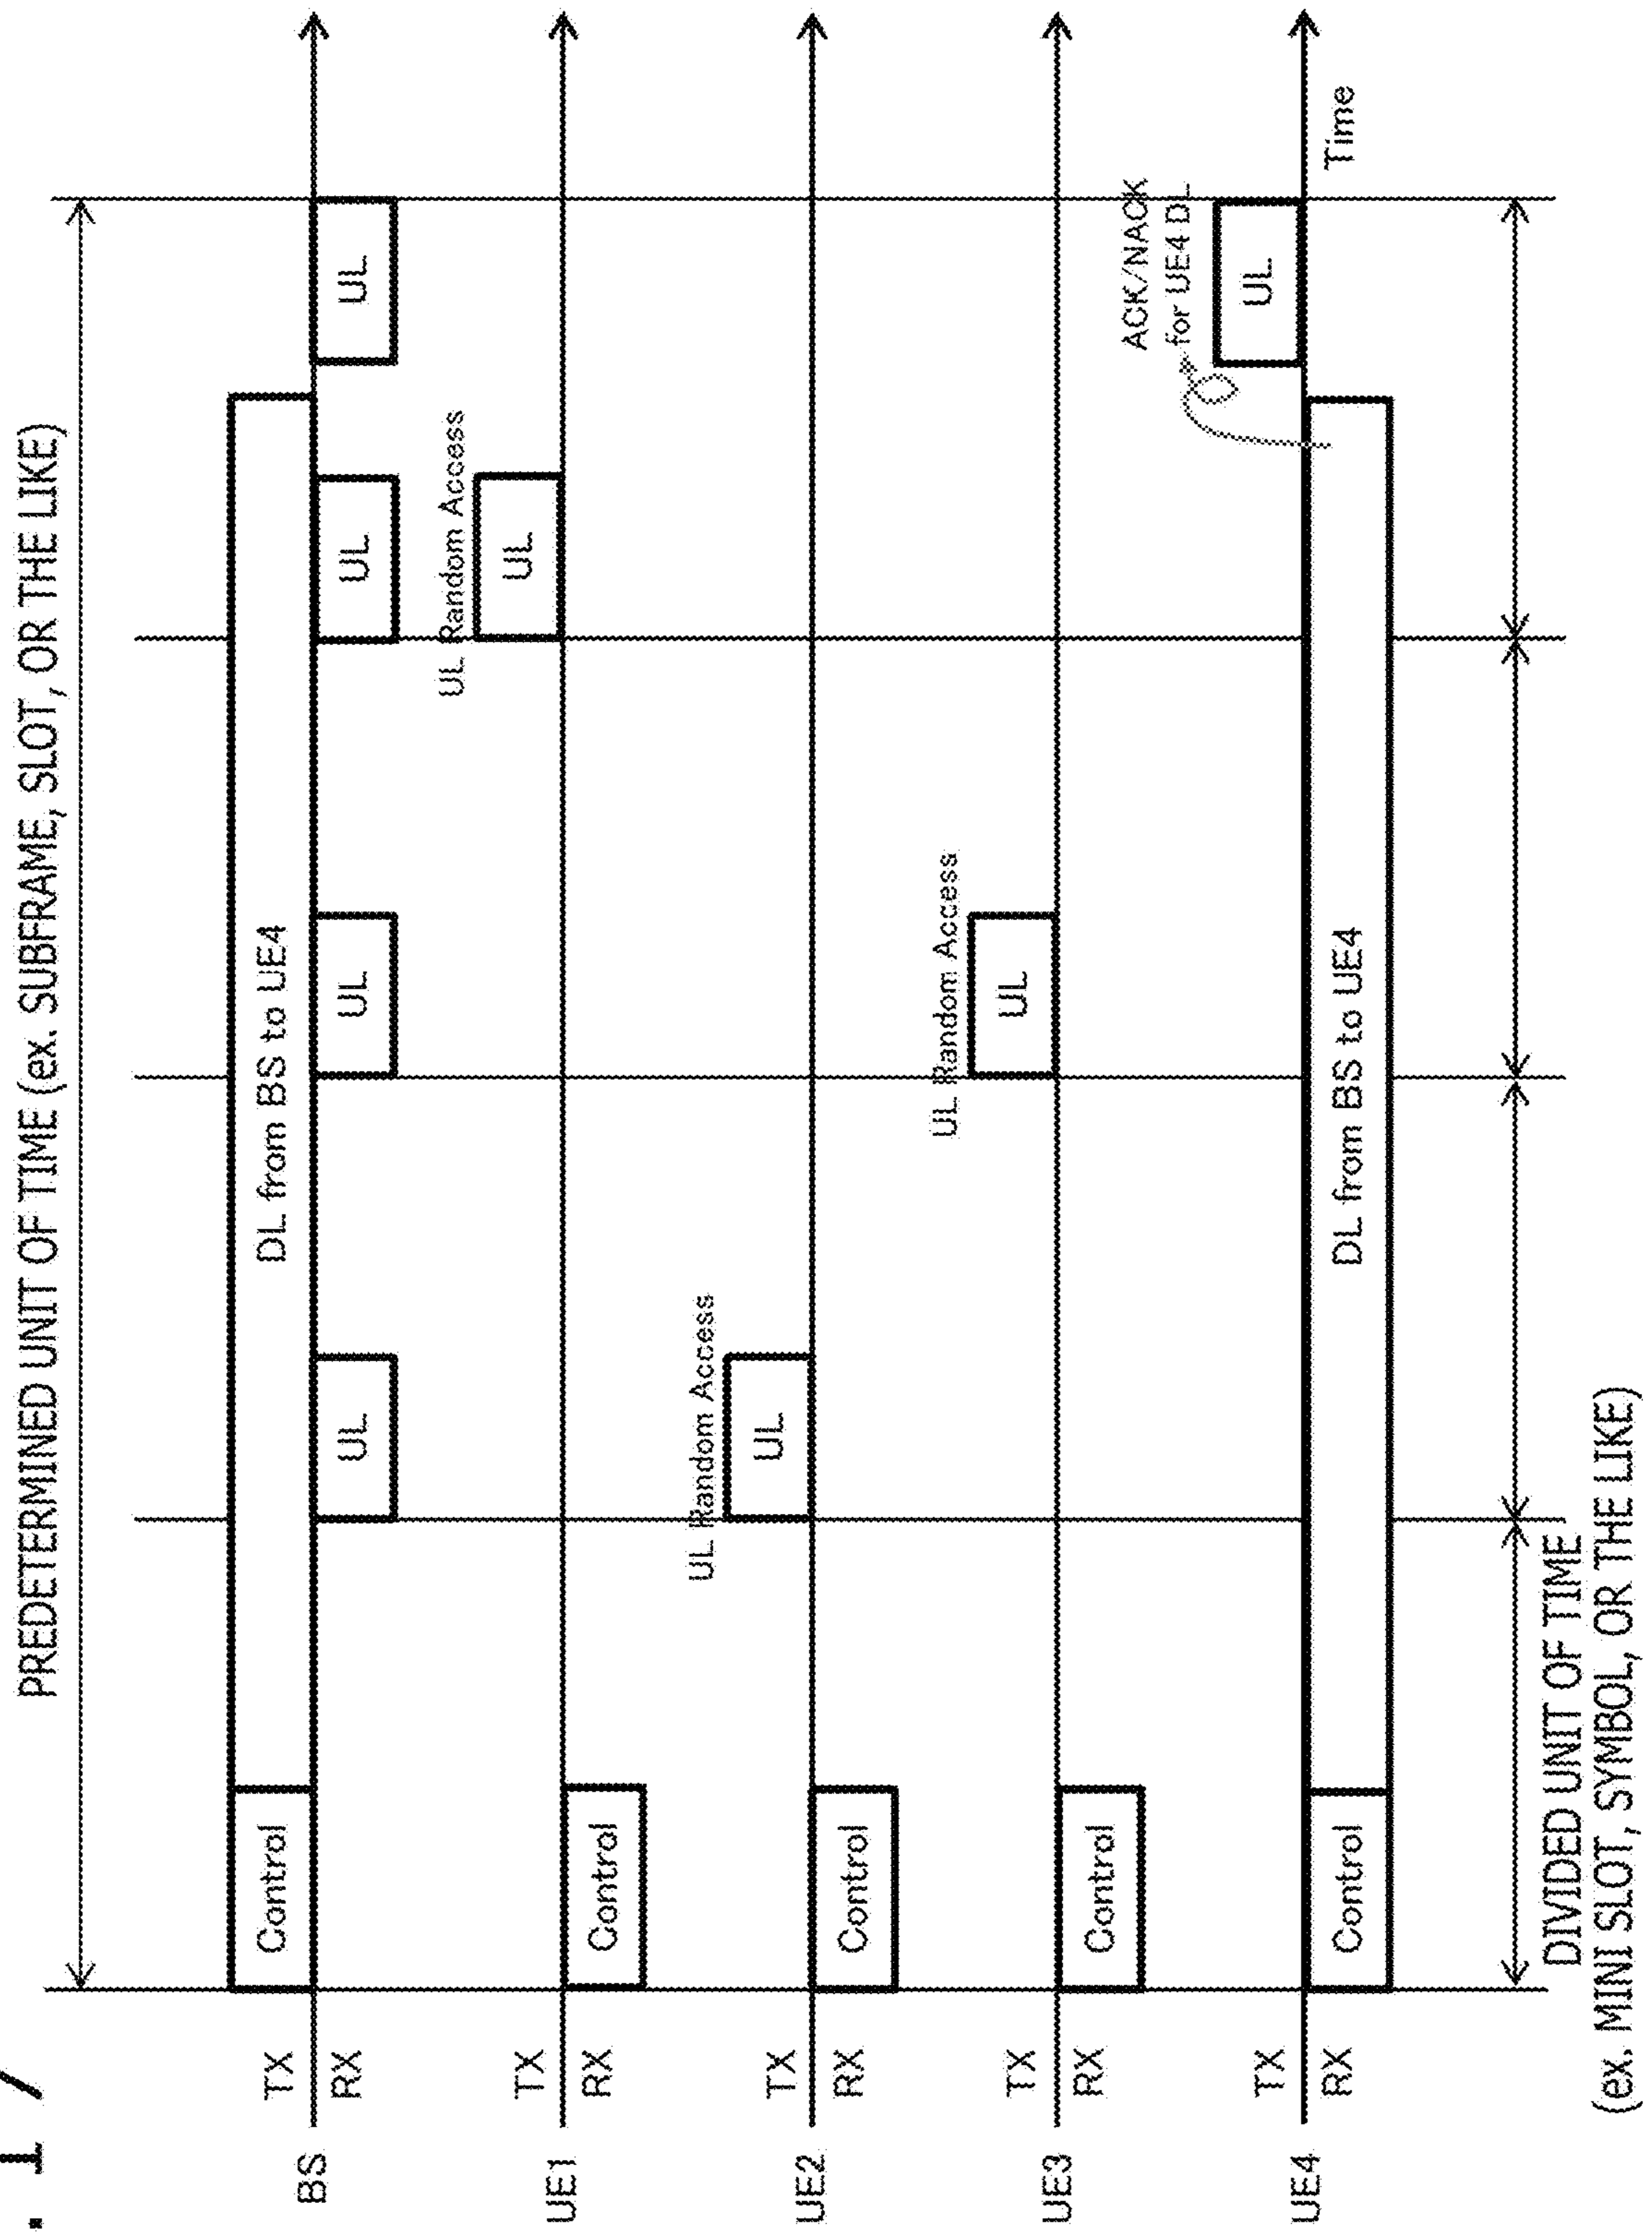 PREDETERMINED UNIT OF TIME (ex. SUBFRAME, SLOT, OR THE LIKE)
BS
TX
RX
Control
DL from BS to UE4
UL
UL
UL
UL
UE1
TX
RX
Control
UL Random Access
UL
UE2
TX
RX
Control
UL Random Access
UL
UE3
TX
RX
Control
UL Random Access
UL
UE4
TX
RX
Control
DL from BS to UE4
ACK/NACK
for UE4 DL
UL
Time
DIVIDED UNIT OF TIME
(ex. MINI SLOT, SYMBOL, OR THE LIKE)